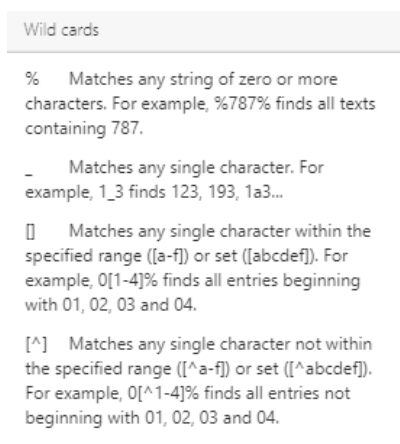 Wild cards
% Matches any string of zero or more
characters. For example, %787% finds all texts
containing 787.
_ Matches any single character. For
example, 1_3 finds 123, 193, 1a3...
[] Matches any single character within the
specified range ([a-f]) or set ([abcdef]). For
example, 0[1-4]% finds all entries beginning
with 01, 02, 03 and 04.
[^] Matches any single character not within
the specified range ([^a-f]) or set ([^abcdef]).
For example, 0[^1-4]% finds all entries not
beginning with 01, 02, 03 and 04.